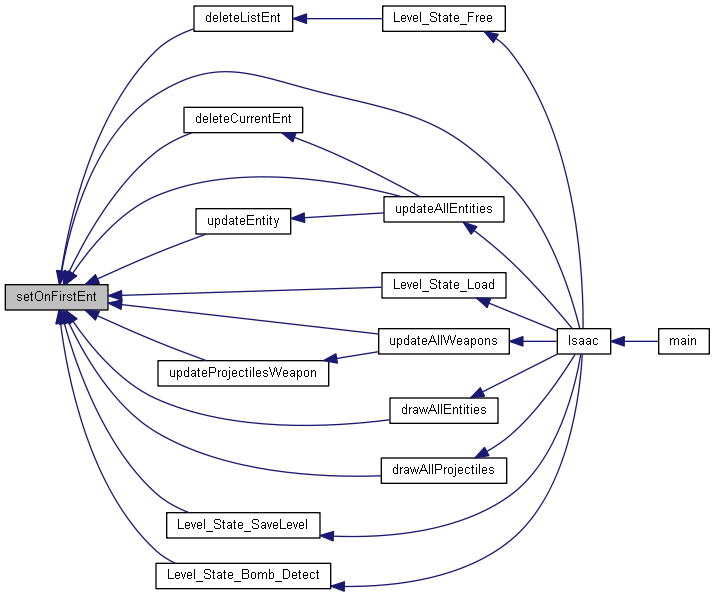 deleteListEnt
Level_State_Free
deleteCurrentEnt
updateAllEntities
updateEntity
setOnFirstEnt
Level_State_Load
updateAllWeapons
Isaac
main
updateProjectilesWeapon
drawAllEntities
drawAllProjectiles
Level_State_SaveLevel
Level_State_Bomb_Detect